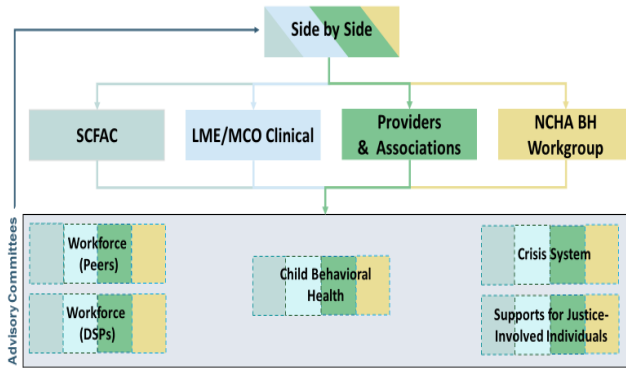 Side by Side
SCFAC
LME/MCO Clinical
Providers
& Associations
NCHA BH
Workgroup
Advisory Committees
Workforce
(Peers)
Child Behavioral
Health
Crisis System
Workforce
(DSPs)
Supports for Justice-
Involved Individuals